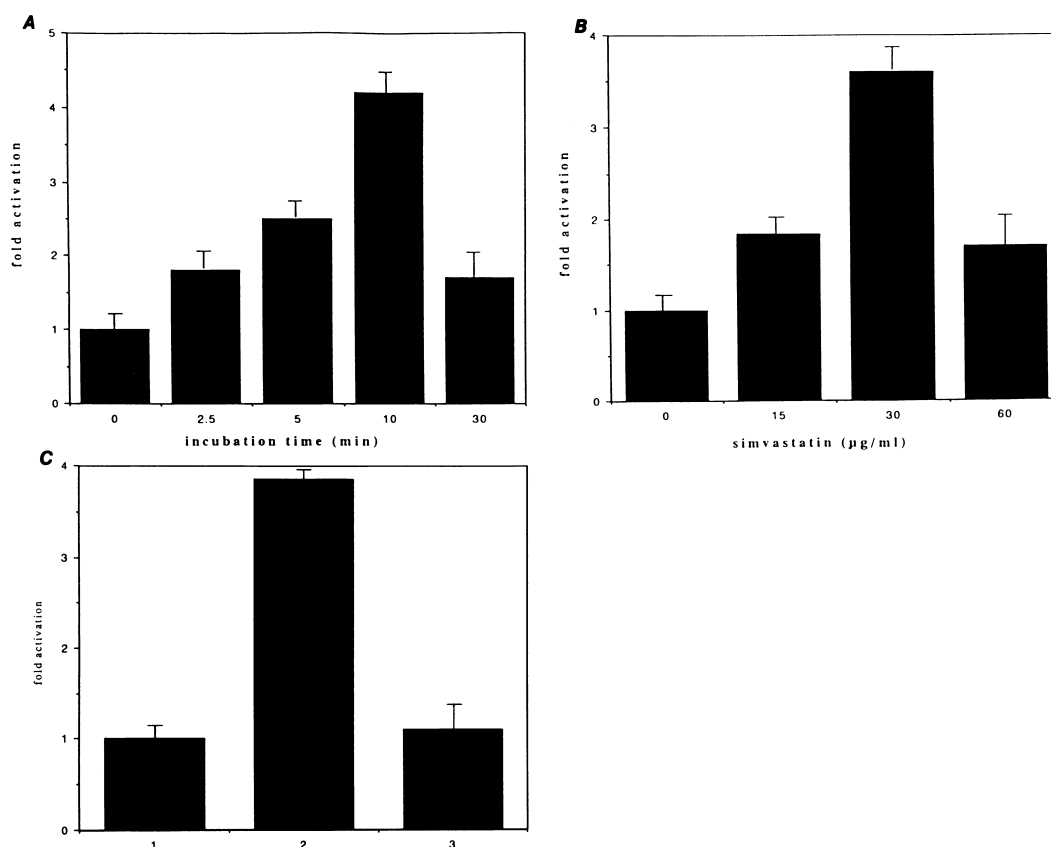 A
5
4
3
2
1
0
fold activation
0 2.5 5 10 30
incubation time (min)
B
4
3
2
1
0
fold activation
0 15 30 60
simvastatin (µg/ml)
C
4
3
2
1
0
fold activation
1 2 3